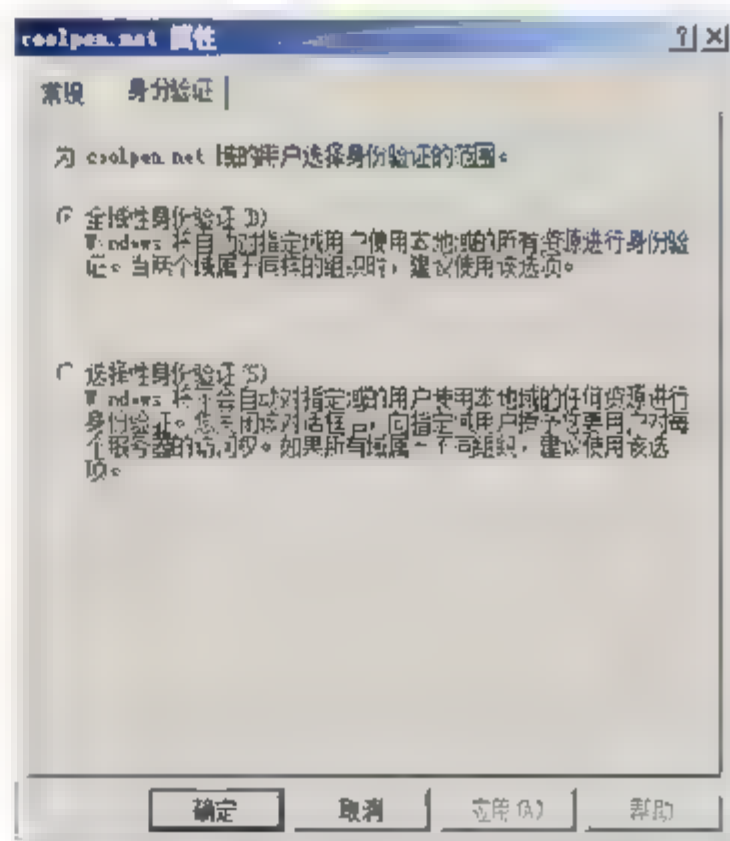 coolpen.net 属性
常规 身份验证
为 coolpen.net 域的用户选择身份验证的范围。
全域性身份验证(D)
Windows 将自动对指定域用户使用本地域的所有资源进行身份验
证。当两个域属于同样的组织时,建议使用该选项。
选择性身份验证(S)
Windows 将不会自动对指定域的用户使用本地域的任何资源进行
身份验证。您关闭该对话框后,向指定域用户授予需要用户对每
个服务器的访问权。如果所有域属于不同组织,建议使用该选
项。
确定 取消 应用(A) 帮助